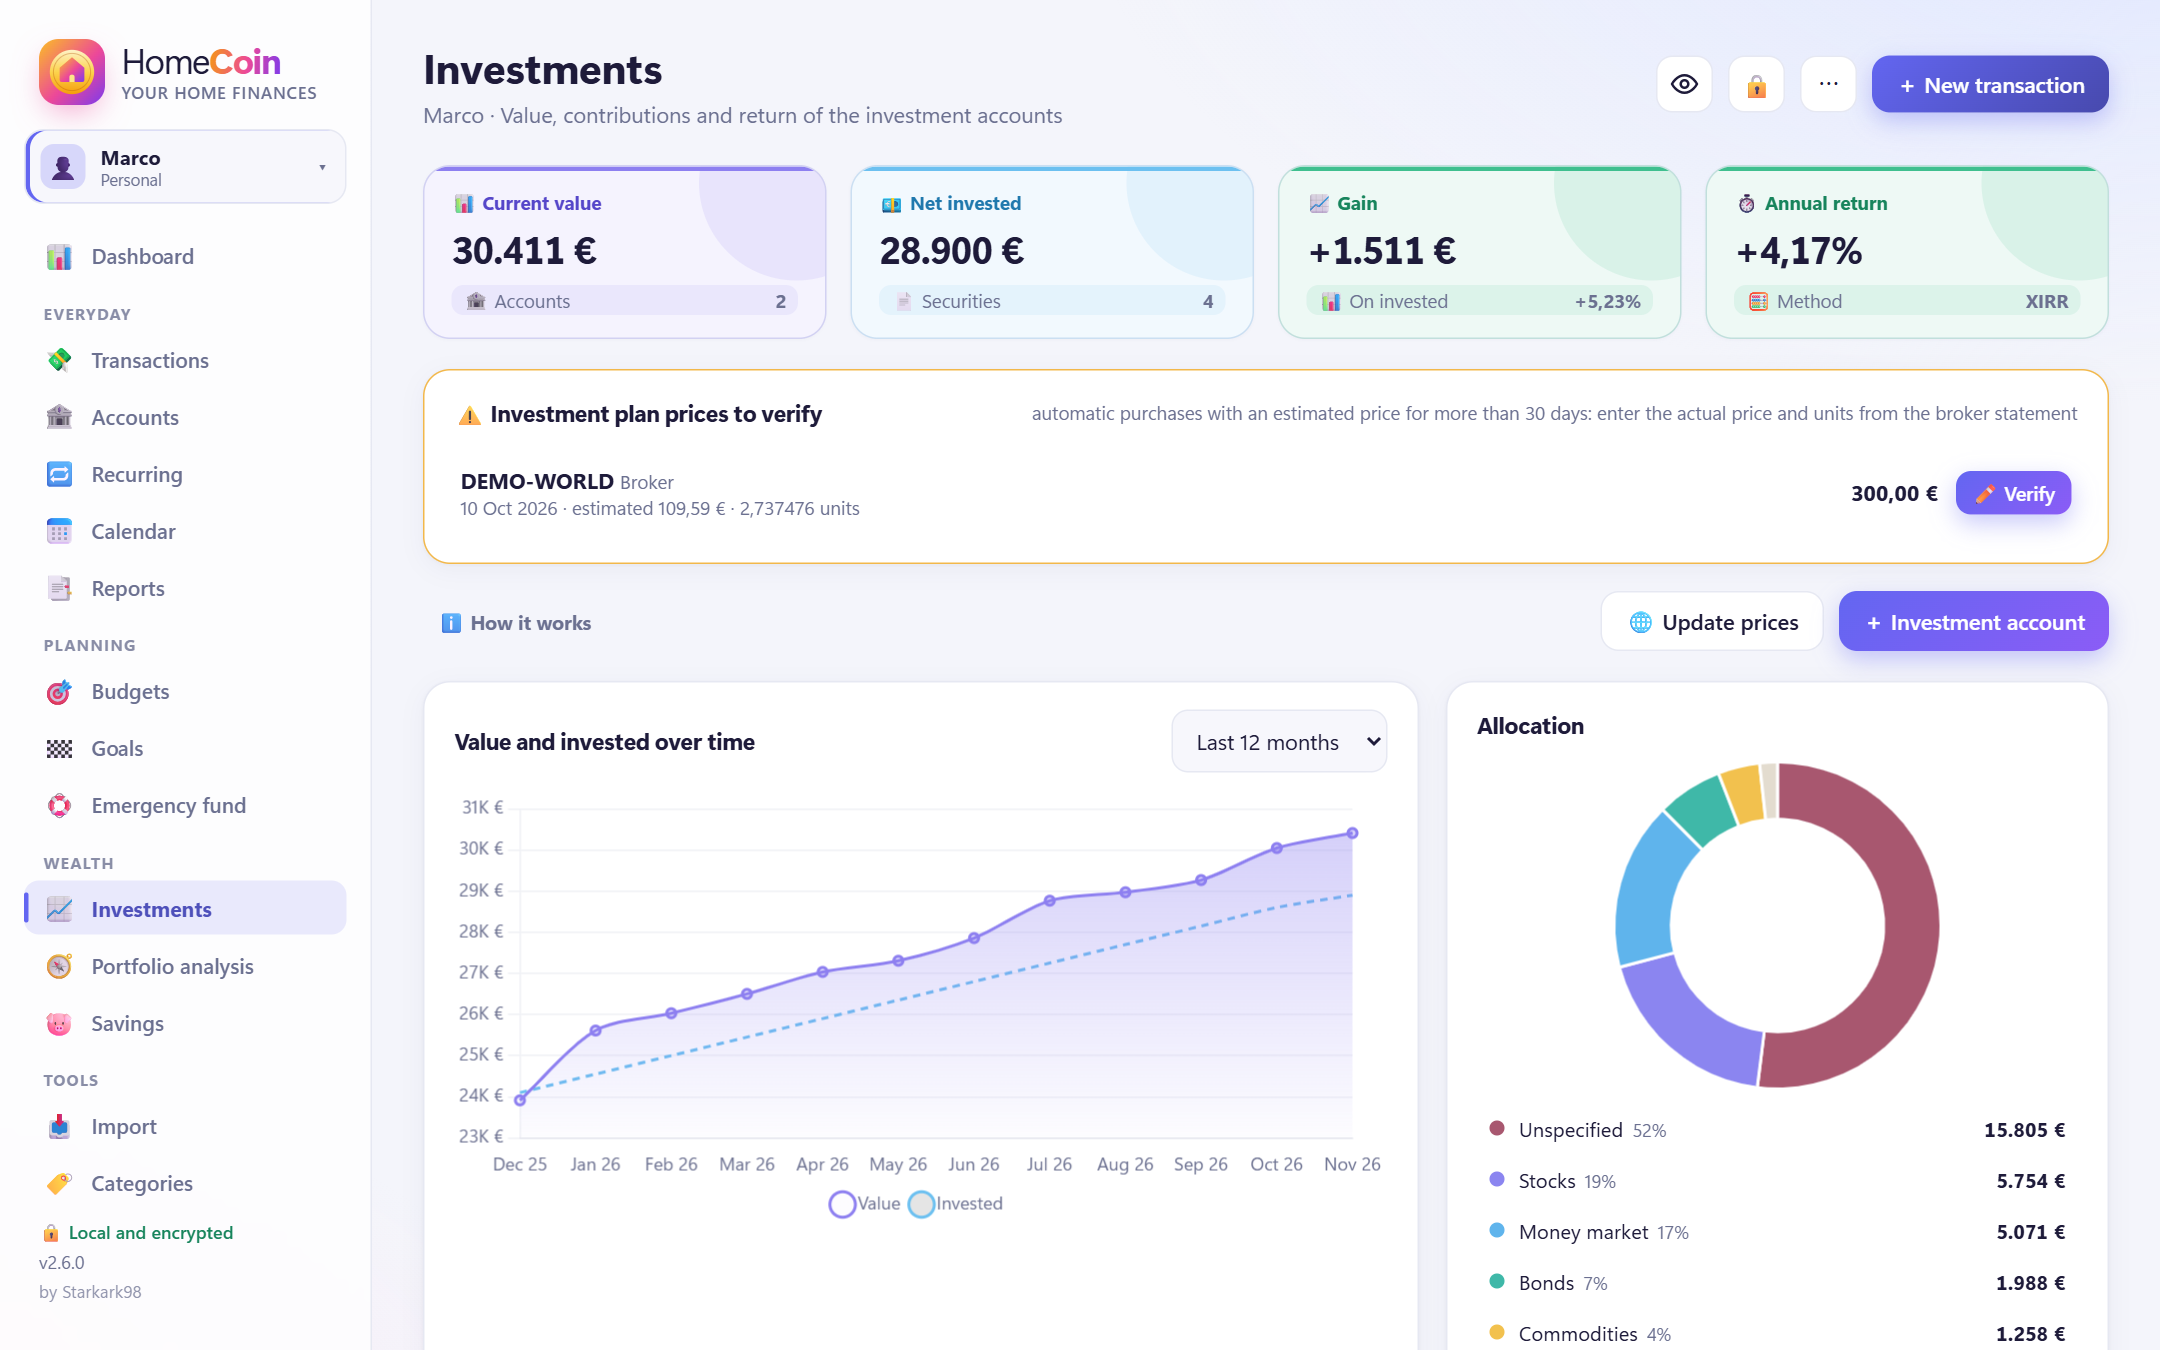 HomeCoin
YOUR HOME FINANCES
Marco
Personal
Dashboard
EVERYDAY
Transactions
Accounts
Recurring
Calendar
Reports
PLANNING
Budgets
Goals
Emergency fund
WEALTH
Investments
Portfolio analysis
Savings
TOOLS
Import
Categories
Local and encrypted
v2.6.0
by Starkark98
Investments
Marco · Value, contributions and return of the investment accounts
+ New transaction
Current value
30.411 €
Accounts 2
Net invested
28.900 €
Securities 4
Gain
+1.511 €
On invested +5,23%
Annual return
+4,17%
Method XIRR
Investment plan prices to verify
automatic purchases with an estimated price for more than 30 days: enter the actual price and units from the broker statement
DEMO-WORLD Broker
10 Oct 2026 · estimated 109,59 € · 2,737476 units
300,00 €
Verify
How it works
Update prices
+ Investment account
Value and invested over time
Last 12 months
31K €
30K €
29K €
28K €
27K €
26K €
25K €
24K €
23K €
Dec 25 Jan 26 Feb 26 Mar 26 Apr 26 May 26 Jun 26 Jul 26 Aug 26 Sep 26 Oct 26 Nov 26
Value Invested
Allocation
Unspecified 52% 15.805 €
Stocks 19% 5.754 €
Money market 17% 5.071 €
Bonds 7% 1.988 €
Commodities 4% 1.258 €